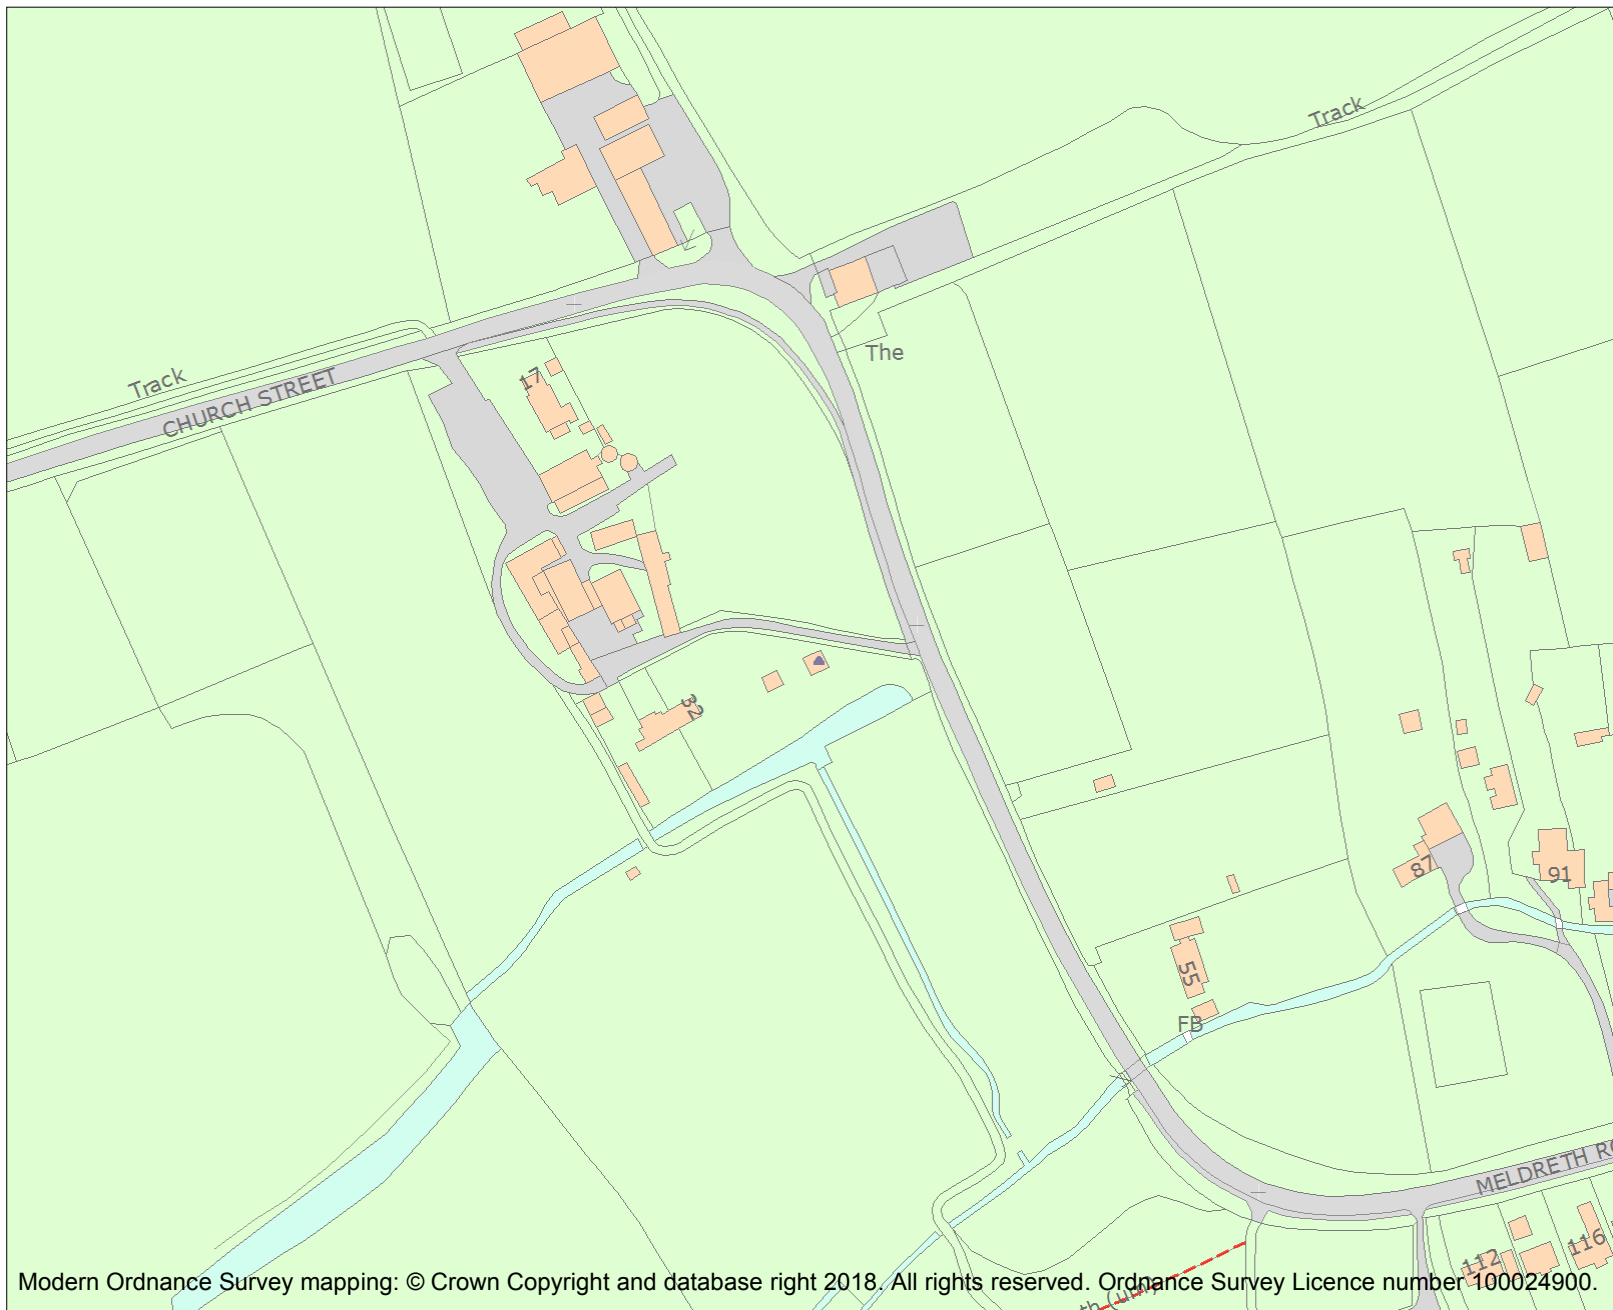 Track
The
Track
CHURCH STREET
17
32
87
91
55
FB
MELDRETH
112
116
Modern Ordnance Survey mapping: © Crown Copyright and database right 2018. All rights reserved. Ordnance Survey Licence number 100024900.